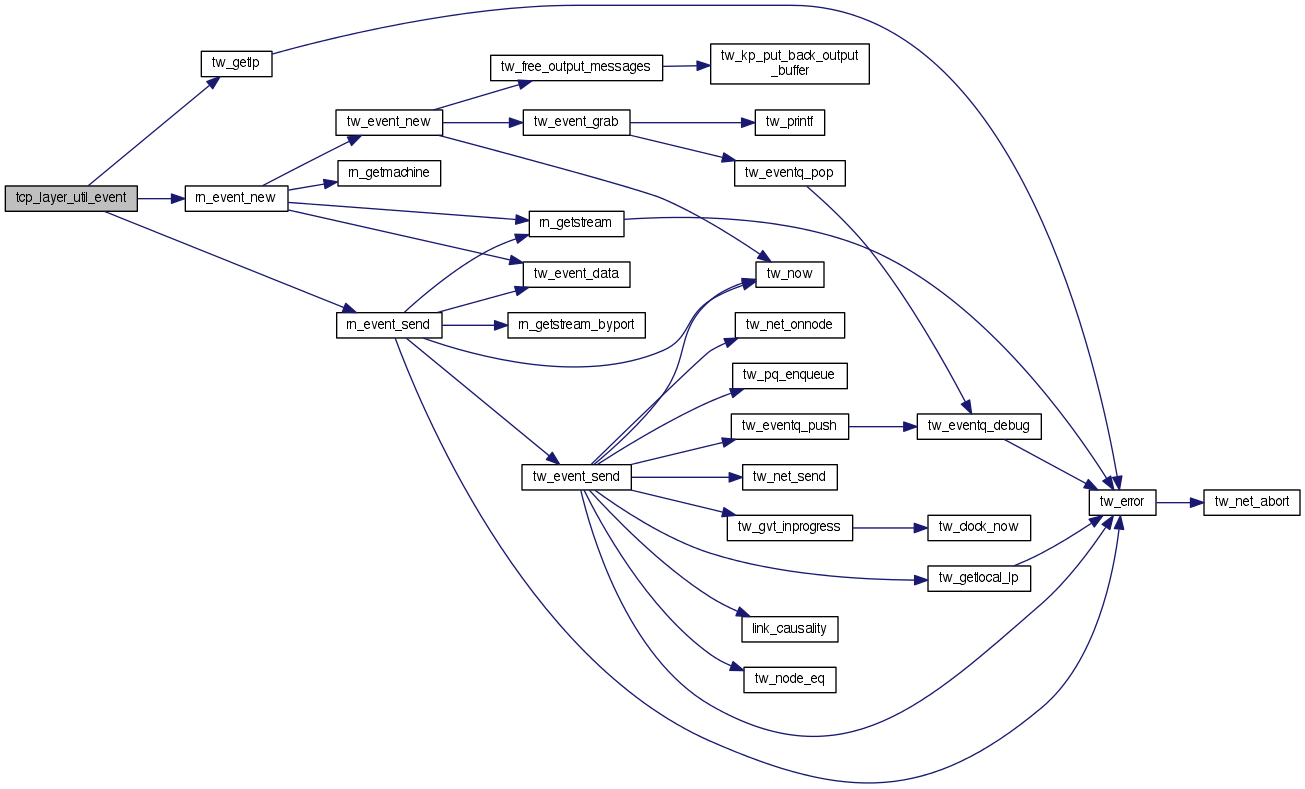 tw_getlp
tw_kp_put_back_output
_buffer
tw_free_output_messages
tw_event_new
tw_event_grab
tw_printf
rn_getmachine
tw_eventq_pop
tcp_layer_util_event
rn_event_new
rn_getstream
tw_event_data
tw_now
rn_event_send
rn_getstream_byport
tw_net_onnode
tw_pq_enqueue
tw_eventq_push
tw_eventq_debug
tw_event_send
tw_net_send
tw_error
tw_net_abort
tw_gvt_inprogress
tw_clock_now
tw_getlocal_lp
link_causality
tw_node_eq